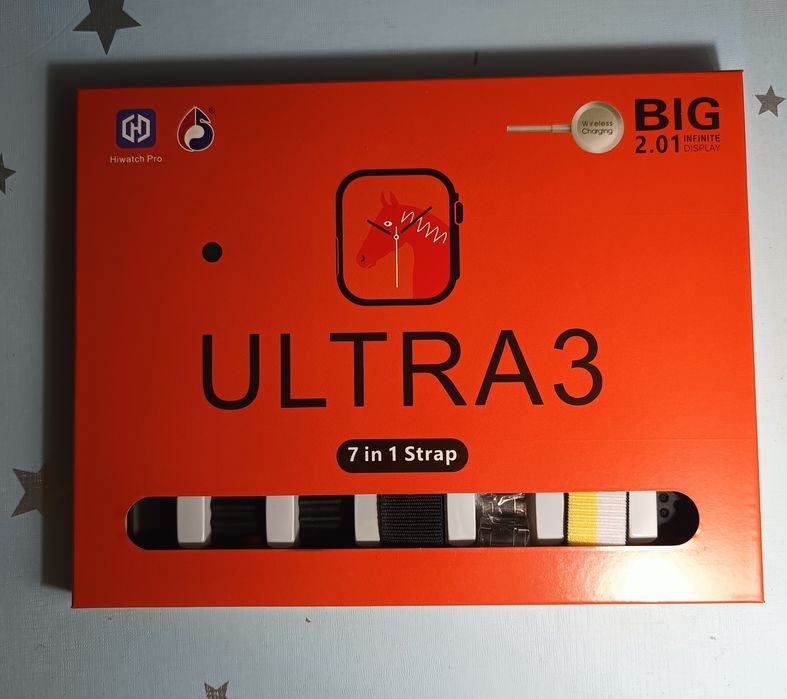 Hiwatch Pro
®
Wireless
Charging
BIG
2.01 INFINITE
DISPLAY
ULTRA3
7 in 1 Strap